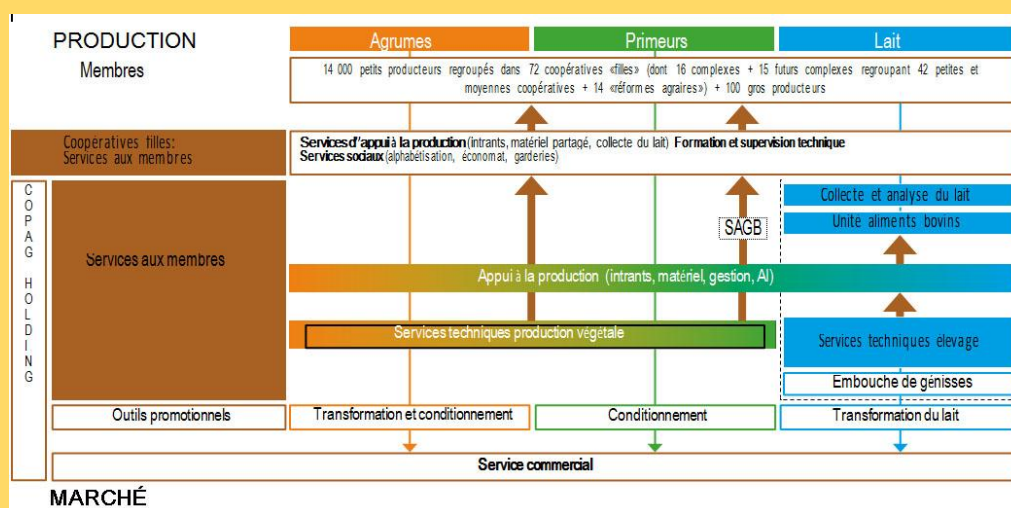 PRODUCTION
Membres
Agrumes
Primeurs
Lait
14 000 petits producteurs regroupés dans 72 coopératives «filles» (dont 16 complexes + 15 futurs complexes regroupant 42 petites et
moyennes coopératives + 14 «réformes agraires») + 100 gros producteurs
Coopératives filles:
Services aux membres
Services d''appui à la production (intrants, matériel partagé, collecte du lait) Formation et supervision technique
Services sociaux (alphabétisation, économat, garderies)
COPAG HOLDING
Services aux membres
Collecte et analyse du lait
Unité aliments bovins
SAGB
Appui à la production (intrants, matériel, gestion, AI)
Services techniques production végétale
Services techniques élevage
Embouche de génisses
Outils promotionnels
Transformation et conditionnement
Conditionnement
Transformation du lait
Service commercial
MARCHÉ